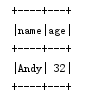 +----+---+
|name|age|
+----+---+
|Andy| 32|
+----+---+